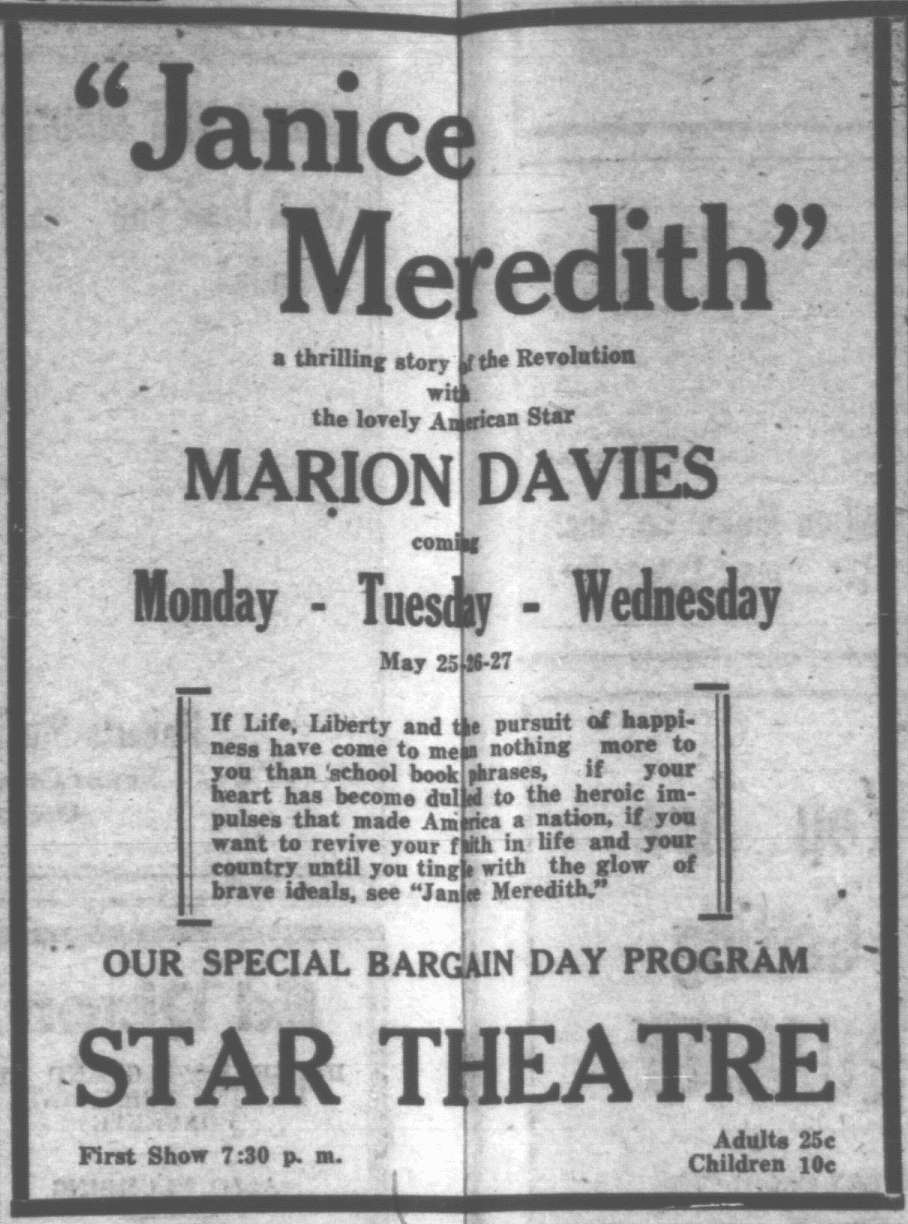 “Janice
Meredith”
a thrilling story of the Revolution
with
the lovely American Star
MARION DAVIES
coming
Monday - Tuesday - Wednesday
May 25-26-27
If Life, Liberty and the pursuit of happi-
ness have come to mean nothing more to
you than school book phrases, if your
heart has become dulled to the heroic im-
pulses that made America a nation, if you
want to revive your faith in life and your
country until you tingle with the glow of
brave ideals, see “Janice Meredith.”
OUR SPECIAL BARGAIN DAY PROGRAM
STAR THEATRE
First Show 7:30 p. m.
Adults 25c
Children 10c